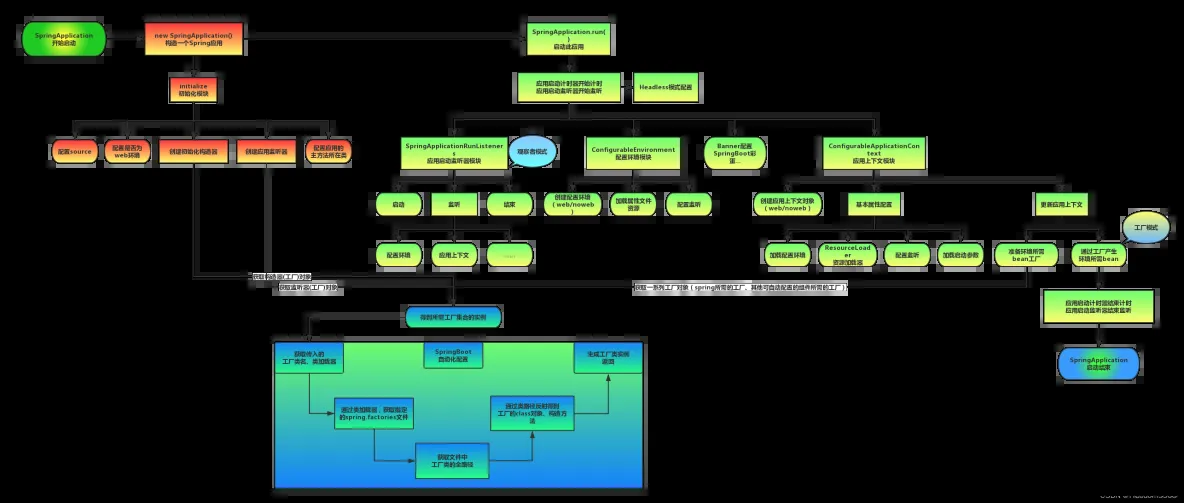 SpringApplication
开始启动
new SpringApplication()
构造一个Spring应用
SpringApplication.run(
)
启动此应用
initialize
初始化模块
应用启动计时器开始计时
应用启动监听器开始监听
Headless模式配置
配置source
配置是否为
web环境
创建初始化构造器
创建应用监听器
配置应用的
主方法所在类
SpringApplicationRunListener
s
应用启动监听器模块
观察者模式
ConfigurableEnvironment
配置环境模块
Banner配置
SpringBoot彩
蛋...
ConfigurableApplicationCon
text
应用上下文模块
启动
监听
结束
创建配置环境
(web/noweb
)
加载属性文件
资源
配置监听
创建应用上下文对象
(web/noweb)
基本属性配置
更新应用上下文
工厂模式
配置环境
应用上下文
......
加载配置环境
ResourceLoad
er
资源加载器
配置监听
加载启动参数
准备环境所需
bean工厂
通过工厂产生
环境所需bean
获取构造器(工厂)对象
获取监听器(工厂)对象
获取一系列工厂对象(spring所需的工厂、其他可自动配置的组件所需的工厂)
应用启动计时器结束计时
应用启动监听器结束监听
得到所要工厂集合的实例
获取传入的
工厂类名、类加载器
SpringBoot
自动化配置
生成工厂类实例
返回
SpringApplication
启动结束
通过类加载器,获取指定
的spring.factories文件
通过类路径反射得到
工厂的class对象、构造方
法
获取文件中
工厂类的全路径